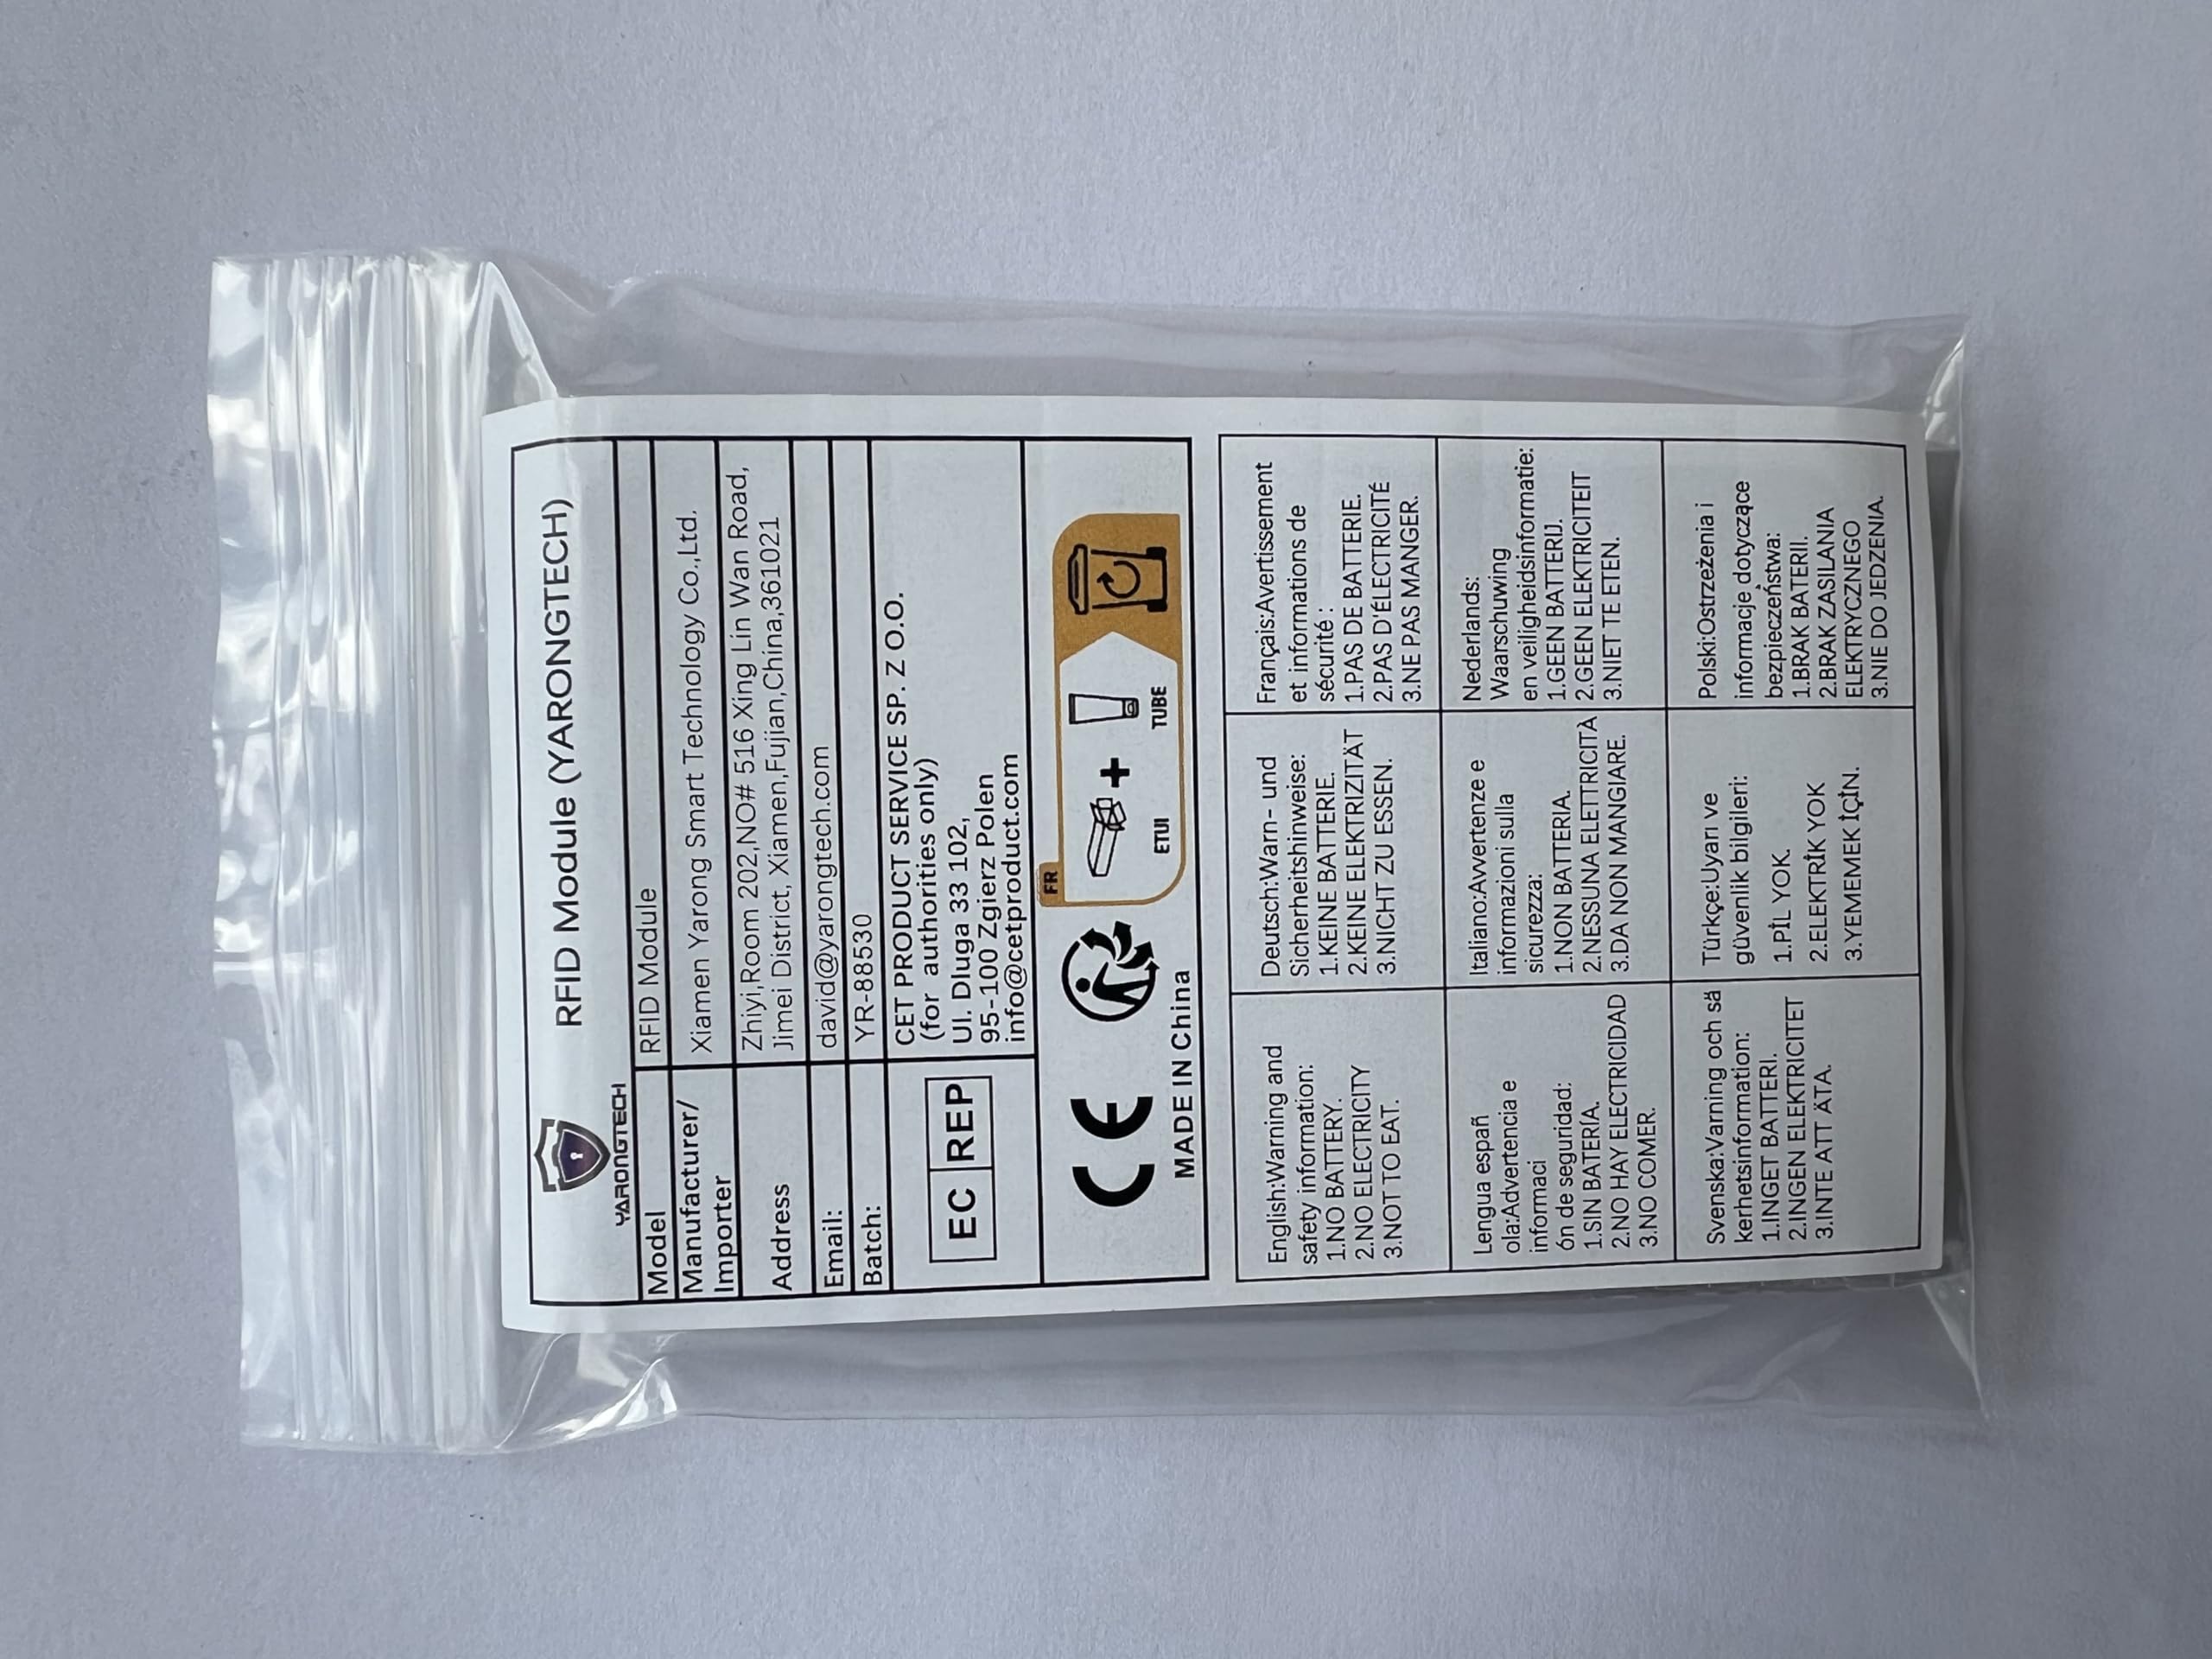 RFID Module (YARONGTECH)
YARONGTECH
Model RFID Module
Manufacturer/
Importer
Xiamen Yarong Smart Technology Co.,Ltd.
Address
Zhiyi,Room 202,NO# 516 Xing Lin Wan Road,
Jimei District, Xiamen,Fujian,China,361021
Email: david@yarongtech.com
Batch: YR-88530
EC REP
CET PRODUCT SERVICE SP. Z O.O.
(for authorities only)
Ul. Dluga 33 102,
95-100 Zgierz Polen
info@cetproduct.com
CE
FR
ETUI
+
TUBE
MADE IN China
English:Warning and
safety information:
1.NO BATTERY.
2.NO ELECTRICITY
3.NOT TO EAT.
Deutsch:Warn- und
Sicherheitshinweise:
1.KEINE BATTERIE.
2.KEINE ELEKTRIZITÄT
3.NICHT ZU ESSEN.
Français:Avertissement
et informations de
sécurité :
1.PAS DE BATTERIE.
2.PAS D'ÉLECTRICITÉ
3.NE PAS MANGER.
Lengua españ
ola:Advertencia e
informaci
ón de seguridad:
1.SIN BATERÍA.
2.NO HAY ELECTRICIDAD
3.NO COMER.
Italiano:Avvertenze e
informazioni sulla
sicurezza:
1.NON BATTERIA.
2.NESSUNA ELETTRICITÀ
3.DA NON MANGIARE.
Nederlands:
Waarschuwing
en veiligheidsinformatie:
1.GEEN BATTERIJ.
2.GEEN ELEKTRICITEIT
3.NIET TE ETEN.
Svenska:Varning och sä
kerhetsinformation:
1.INGET BATTERI.
2.INGEN ELEKTRICITET
3.INTE ATT ÄTA.
Türkçe:Uyarı ve
güvenlik bilgileri:
1.PİL YOK.
2.ELEKTRİK YOK
3.YEMEMEK İÇİN.
Polski:Ostrzeżenia i
informacje dotyczące
bezpieczeństwa:
1.BRAK BATERII.
2.BRAK ZASILANIA
ELEKTRYCZNEGO
3.NIE DO JEDZENIA.